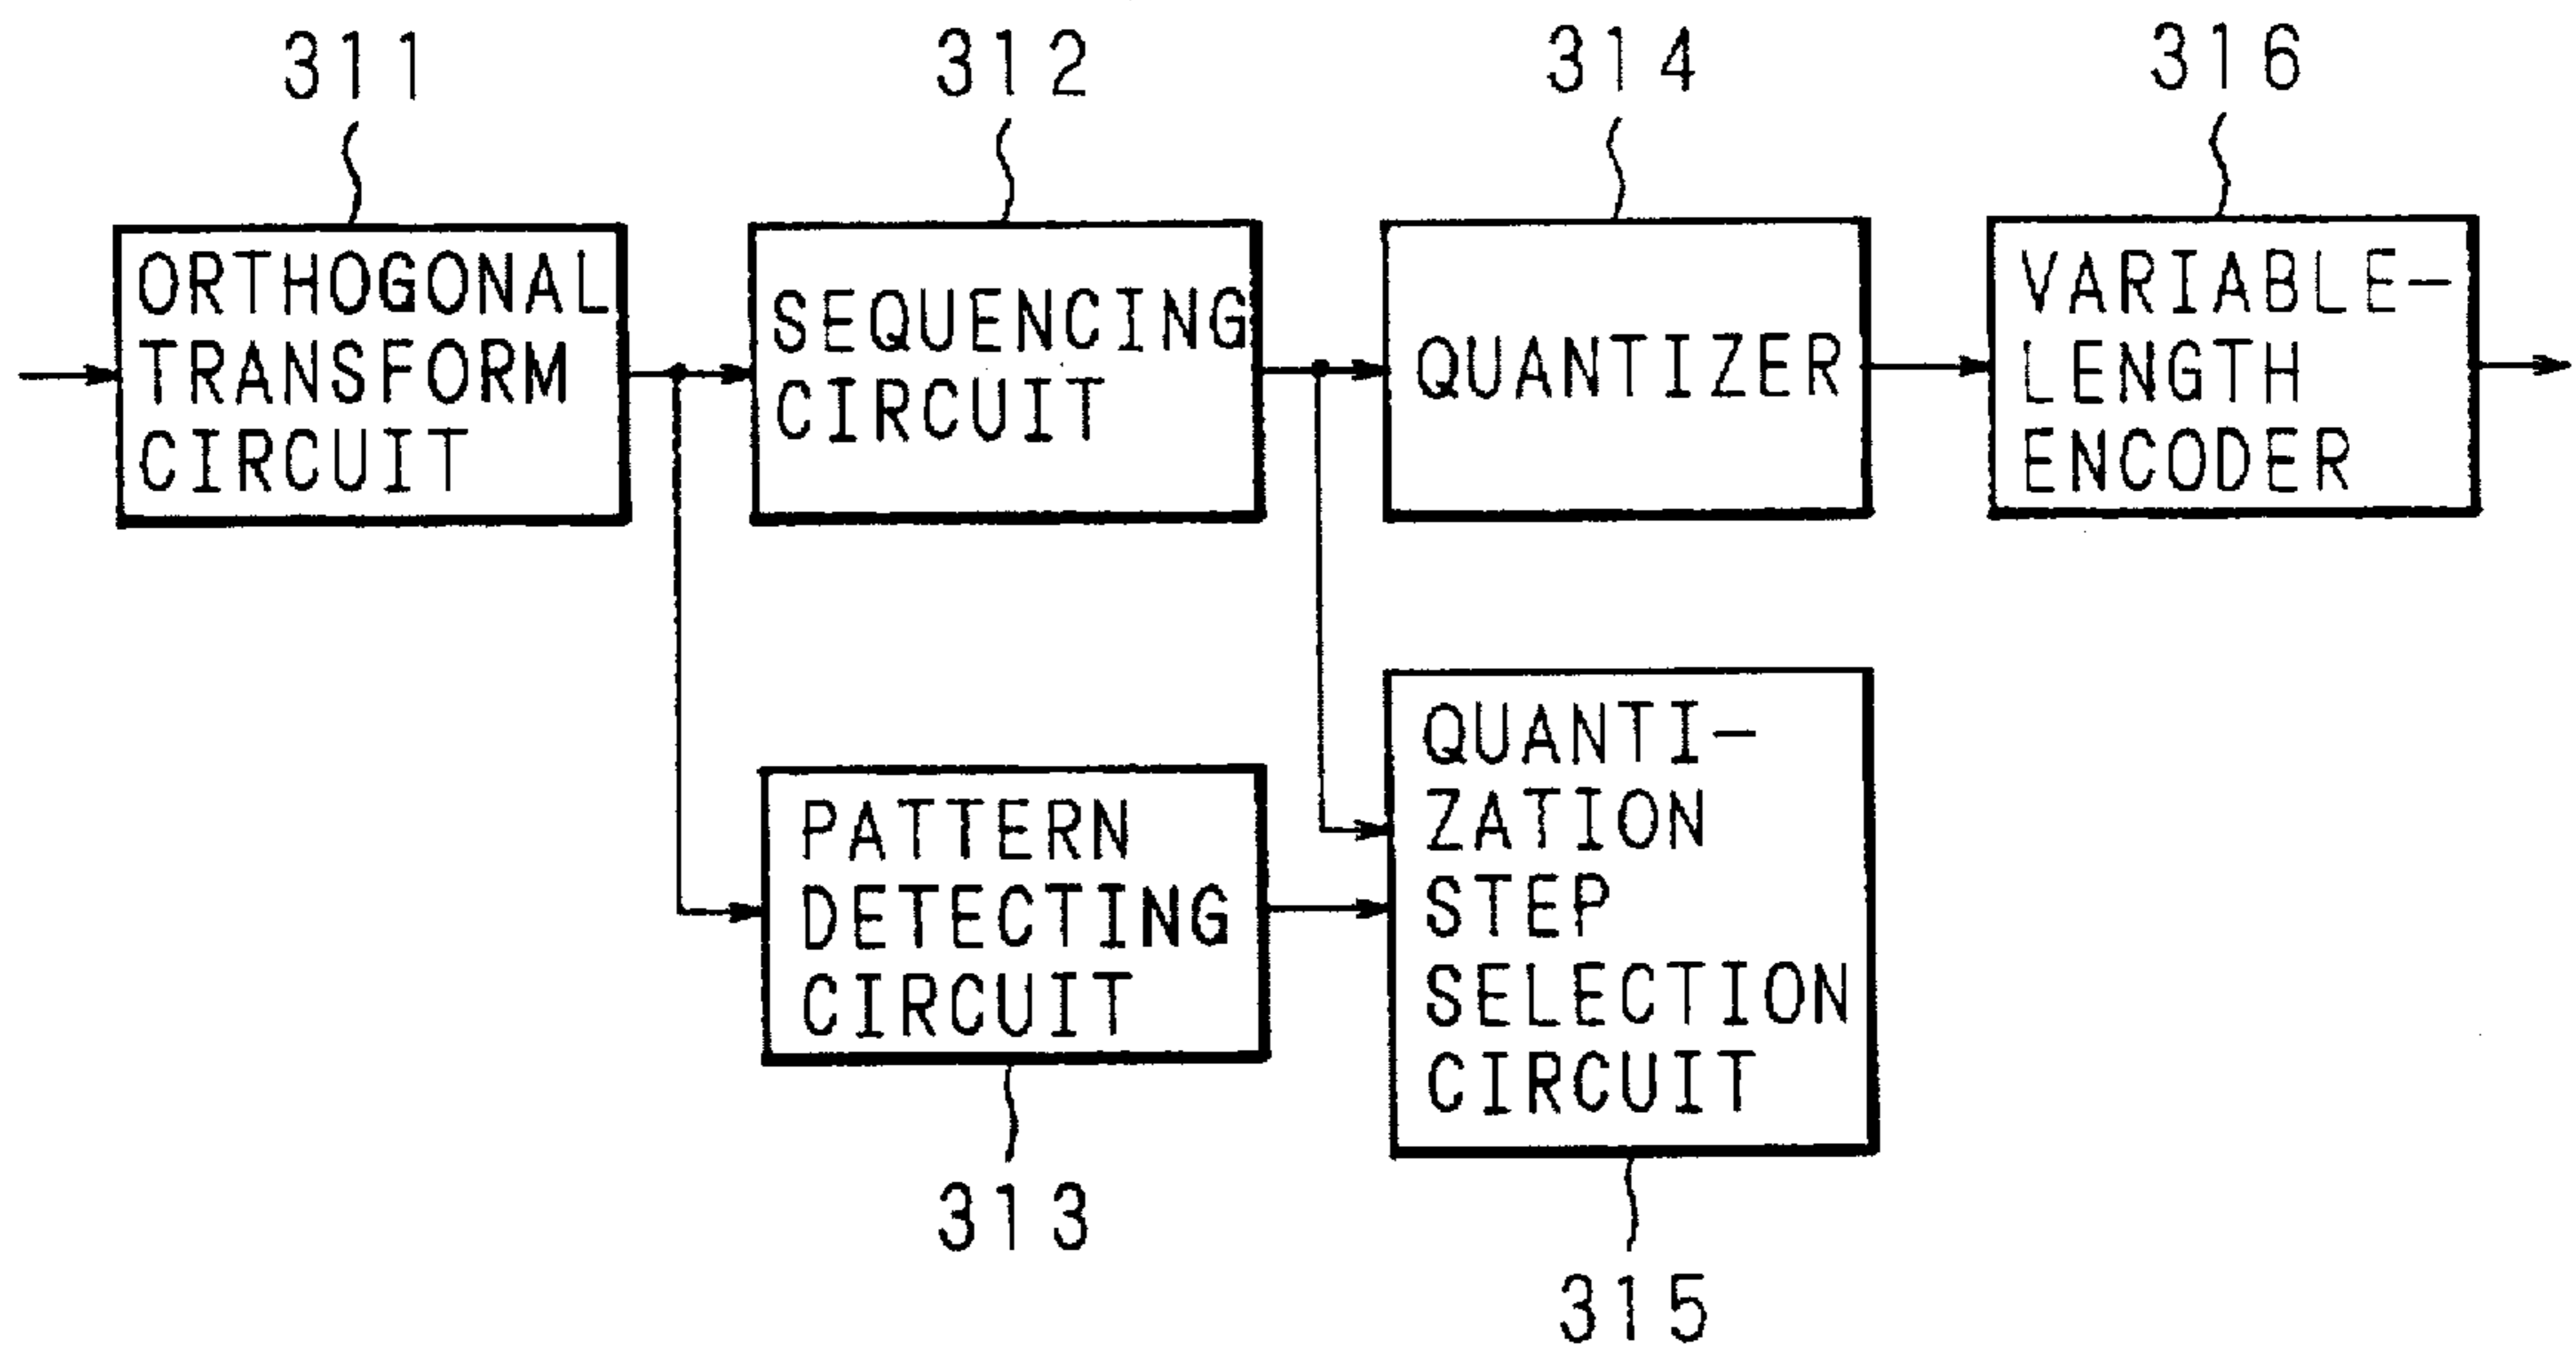 311
312
314
316
ORTHOGONAL
TRANSFORM
CIRCUIT
SEQUENCING
CIRCUIT
QUANTIZER
VARIABLE-
LENGTH
ENCODER
PATTERN
DETECTING
CIRCUIT
QUANTI-
ZATION
STEP
SELECTION
CIRCUIT
313
315